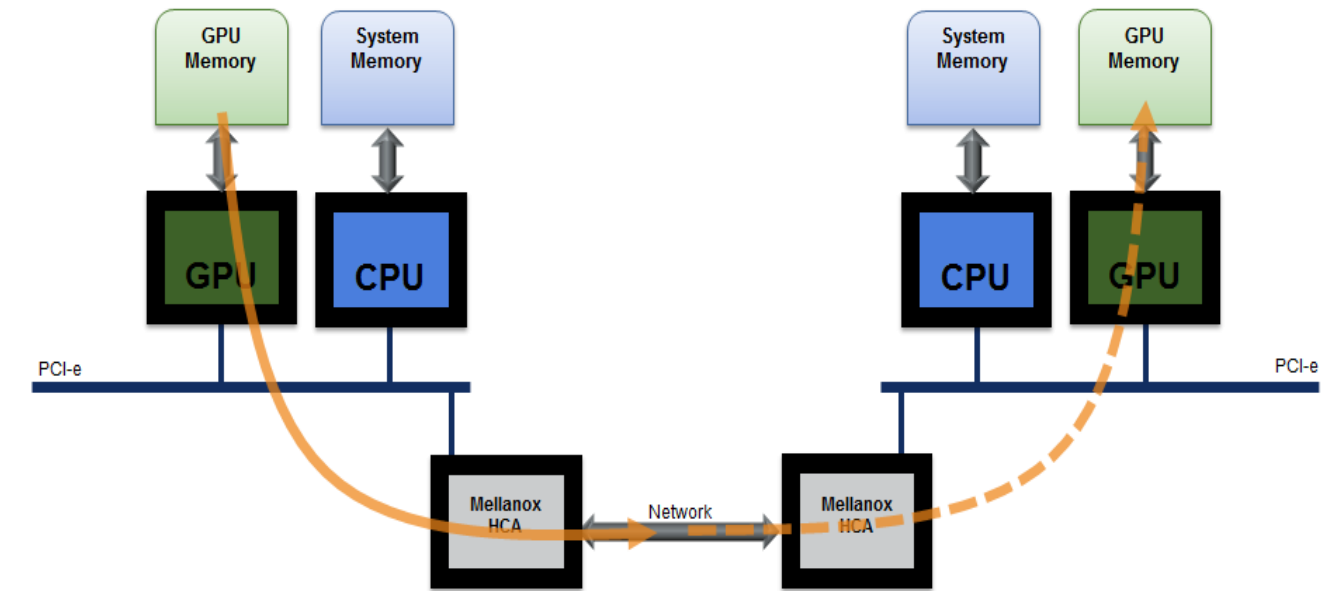 GPU
Memory
System
Memory
System
Memory
GPU
Memory
GPU
CPU
CPU
GPU
PCI-e
PCI-e
Mellanox
HCA
Network
Mellanox
HCA